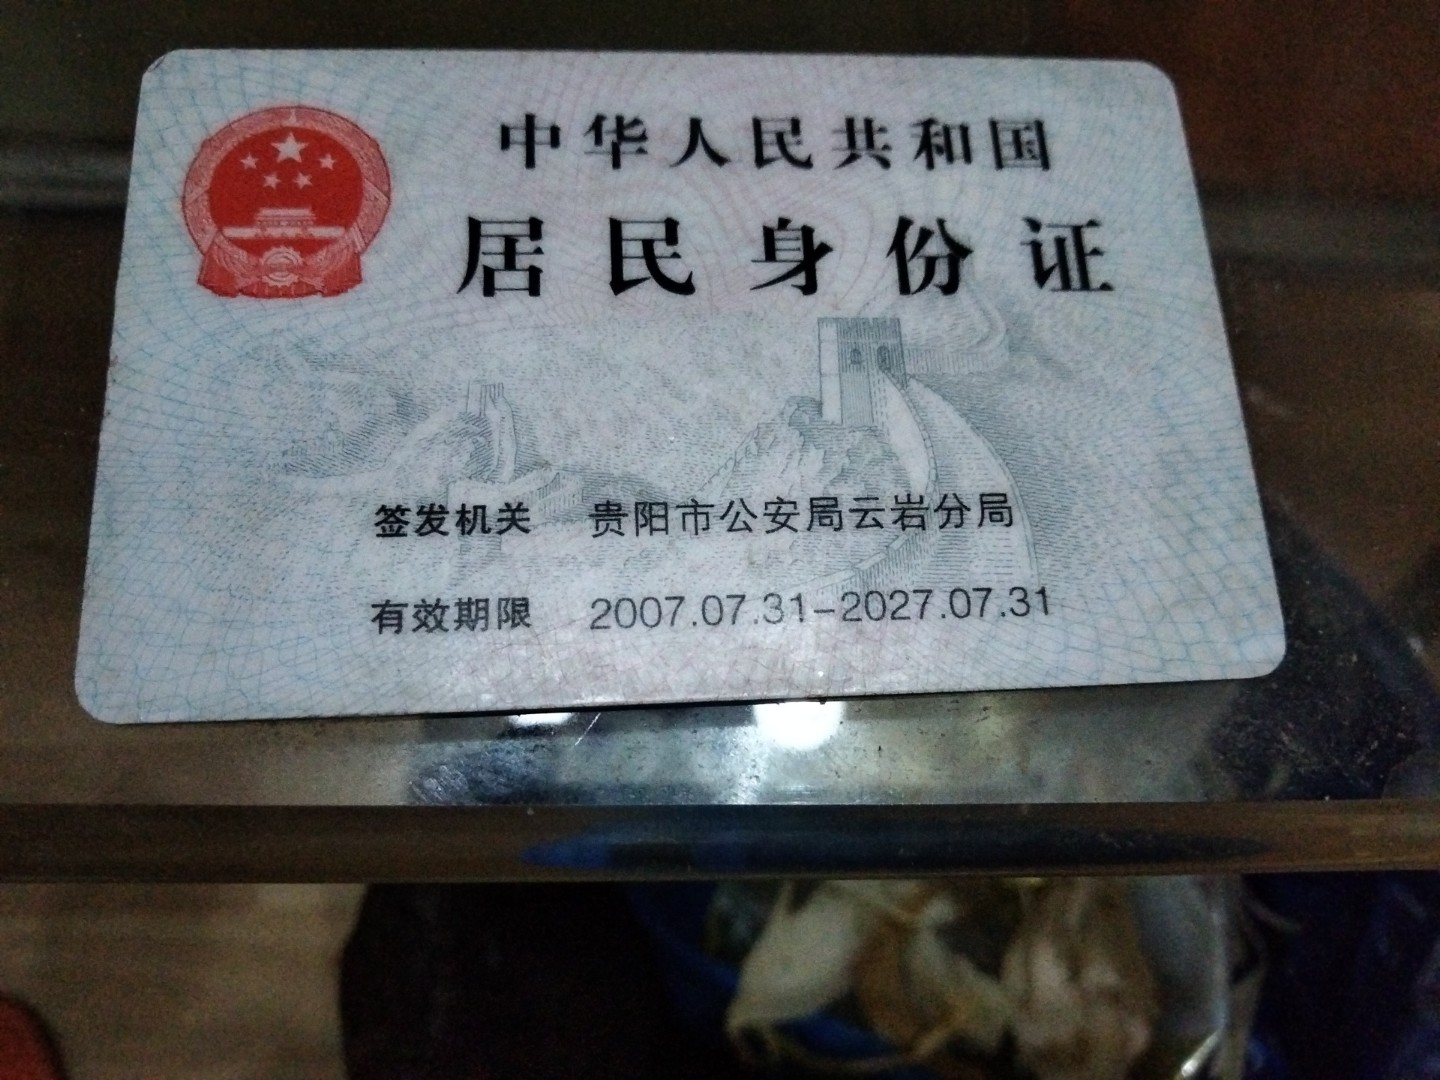 中华人民共和国
居民身份证
签发机关 贵阳市公安局云岩分局
有效期限 2007.07.31-2027.07.31